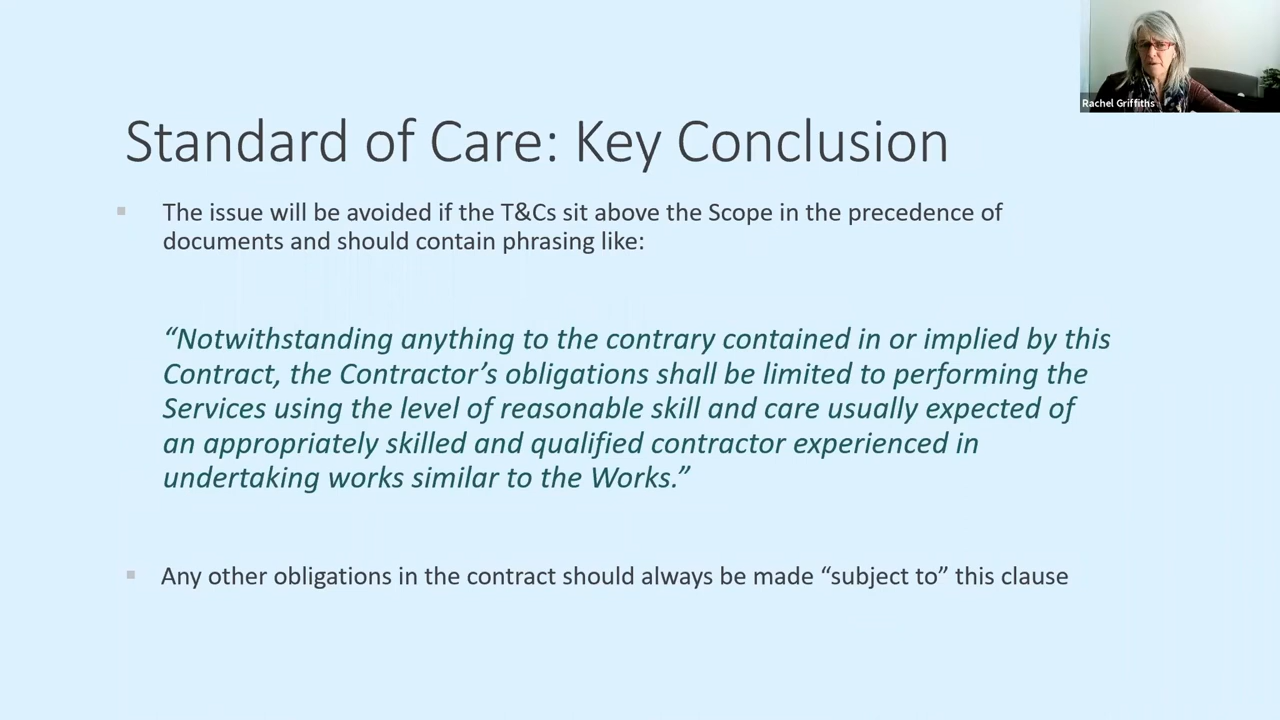 Rachel Griffiths
Standard of Care: Key Conclusion
The issue will be avoided if the T&Cs sit above the Scope in the precedence of
documents and should contain phrasing like:
“Notwithstanding anything to the contrary contained in or implied by this
Contract, the Contractor’s obligations shall be limited to performing the
Services using the level of reasonable skill and care usually expected of
an appropriately skilled and qualified contractor experienced in
undertaking works similar to the Works.”
Any other obligations in the contract should always be made “subject to” this clause